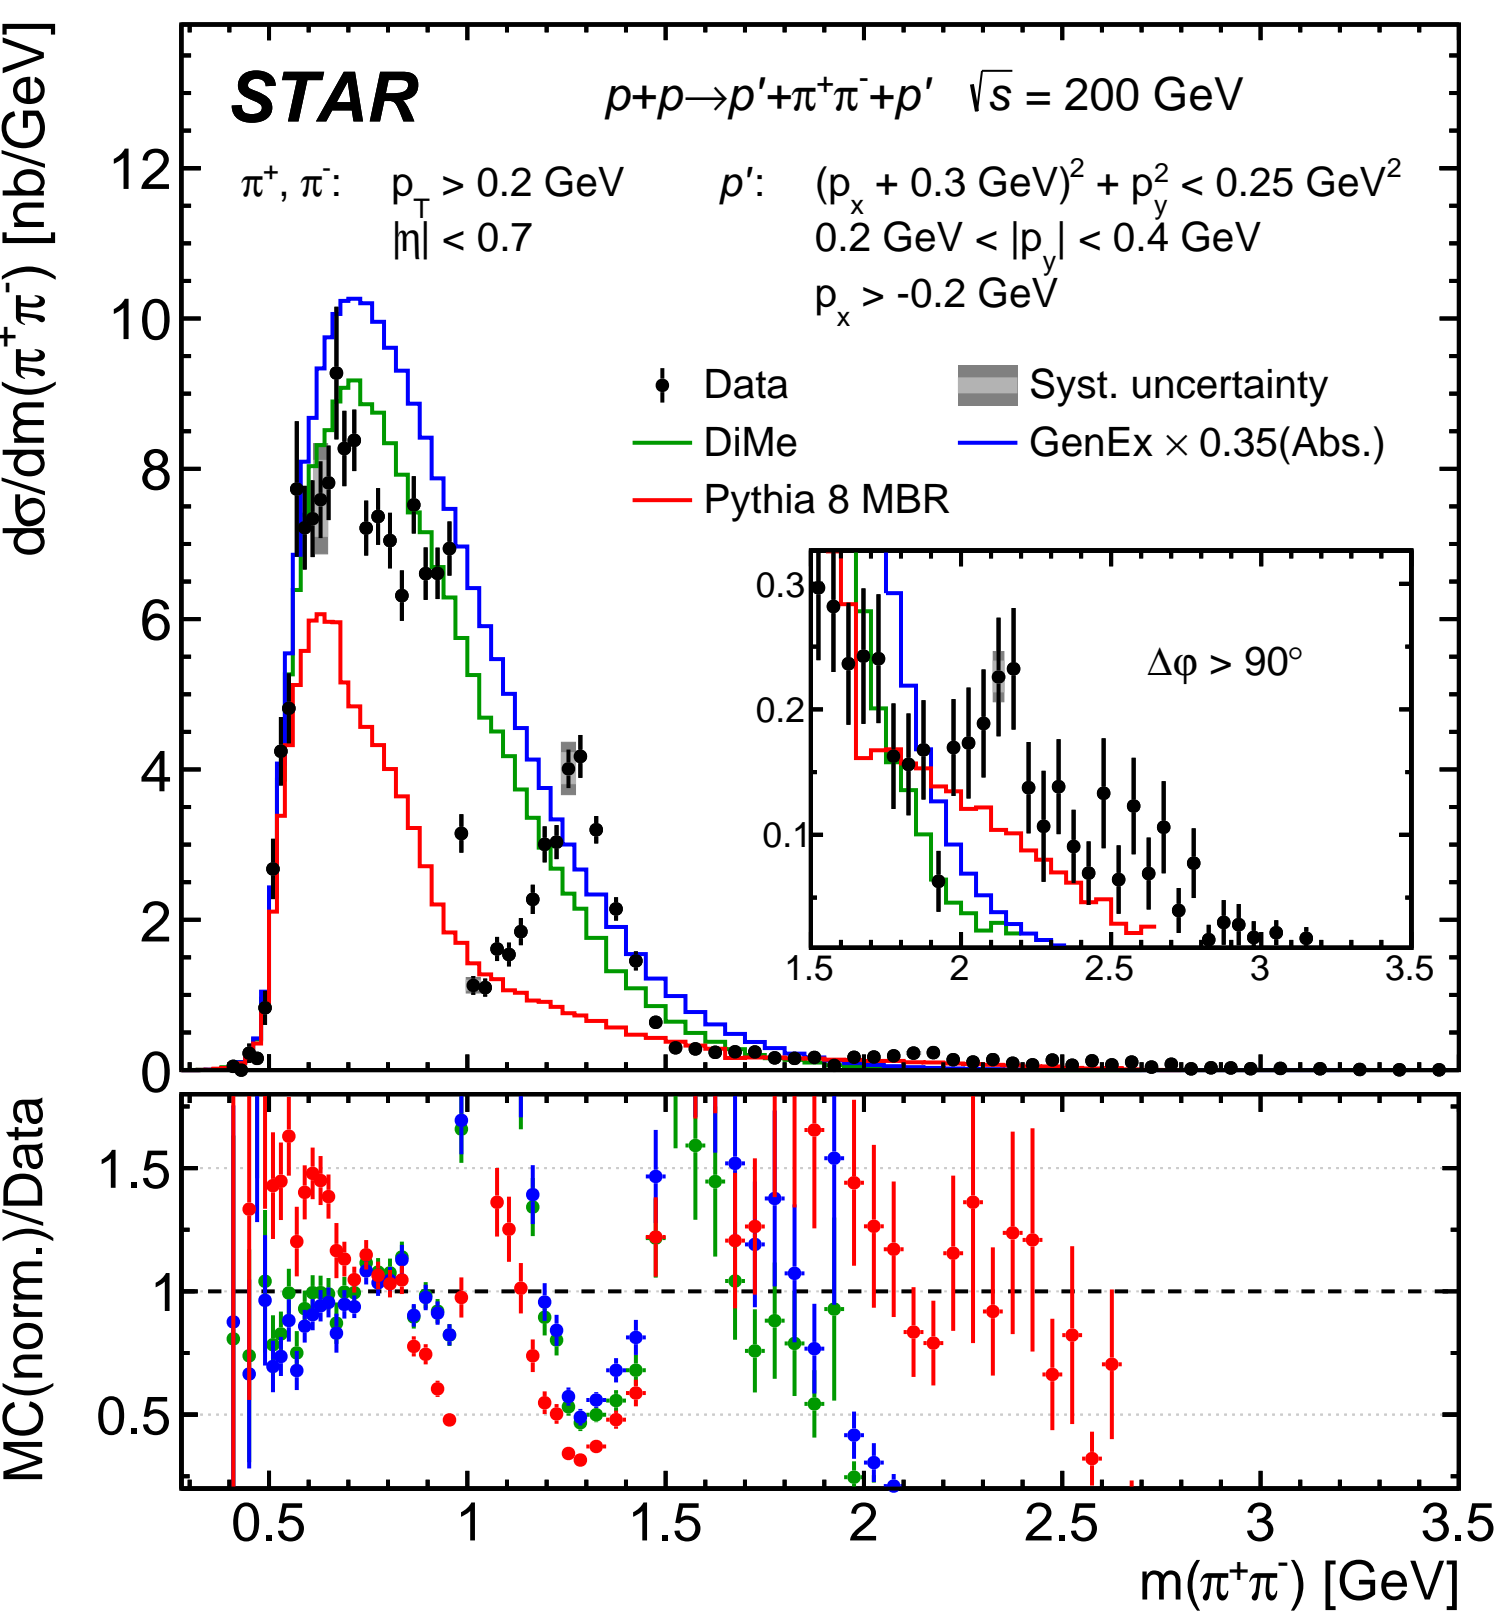 STAR
p+p→p′+π⁺π⁻+p′ √s = 200 GeV
π⁺, π⁻: p_T > 0.2 GeV p′: (p_x + 0.3 GeV)² + p_y² < 0.25 GeV²
|η| < 0.7 0.2 GeV < |p_y| < 0.4 GeV
p_x > -0.2 GeV
Data Syst. uncertainty
DiMe GenEx × 0.35(Abs.)
Pythia 8 MBR
dσ/dm(π⁺π⁻) [nb/GeV]
12
10
8
6
4
2
0
Δφ > 90°
0.3
0.2
0.1
1.5 2 2.5 3 3.5
MC(norm.)/Data
1.5
1
0.5
0.5 1 1.5 2 2.5 3 3.5
m(π⁺π⁻) [GeV]